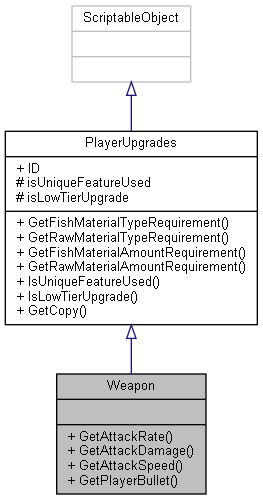 ScriptableObject
PlayerUpgrades
+ ID
# isUniqueFeatureUsed
# isLowTierUpgrade
+ GetFishMaterialTypeRequirement()
+ GetRawMaterialTypeRequirement()
+ GetFishMaterialAmountRequirement()
+ GetRawMaterialAmountRequirement()
+ IsUniqueFeatureUsed()
+ IsLowTierUpgrade()
+ GetCopy()
Weapon
+ GetAttackRate()
+ GetAttackDamage()
+ GetAttackSpeed()
+ GetPlayerBullet()